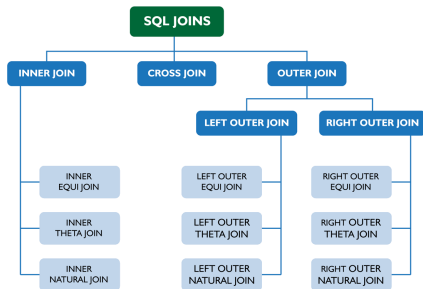 SQL JOINS
INNER JOIN
CROSS JOIN
OUTER JOIN
LEFT OUTER JOIN
RIGHT OUTER JOIN
INNER
EQUI JOIN
LEFT OUTER
EQUI JOIN
RIGHT OUTER
EQUI JOIN
INNER
THETA JOIN
LEFT OUTER
THETA JOIN
RIGHT OUTER
THETA JOIN
INNER
NATURAL JOIN
LEFT OUTER
NATURAL JOIN
RIGHT OUTER
NATURAL JOIN